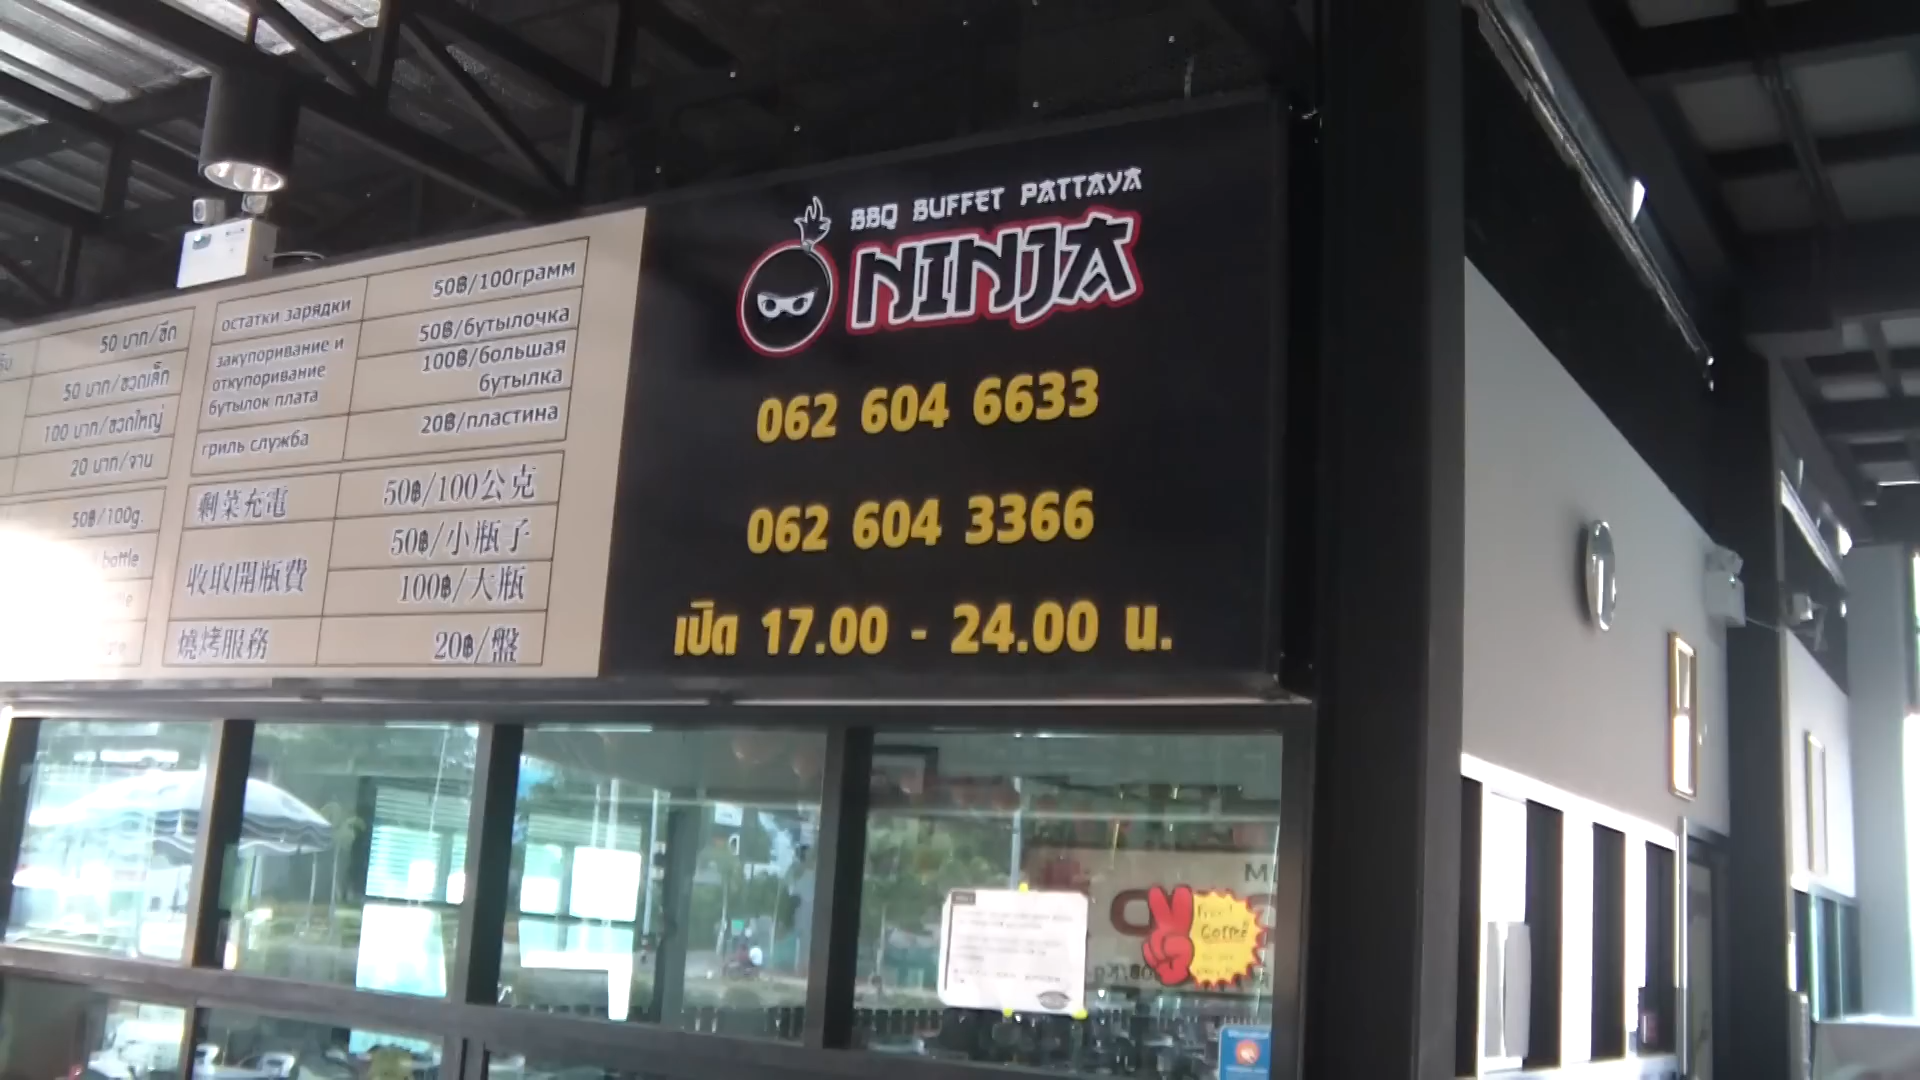 50 บาท/ขีด
50 บาท/ขวดเล็ก
100 บาท/ขวดใหญ่
20 บาท/จาน
50฿/100g.
bottle
остатки зарядки
50฿/100грамм
закупоривание и
откупоривание
бутылок плата
50฿/бутылочка
100฿/большая
бутылка
гриль служба
20฿/пластина
剩菜充電
50฿/100公克
收取開瓶費
50฿/小瓶子
100฿/大瓶
燒烤服務
20฿/盤
BBQ BUFFET PATTAYA
NINJA
062 604 6633
062 604 3366
เปิด 17.00 - 24.00 น.
Free
Coffee